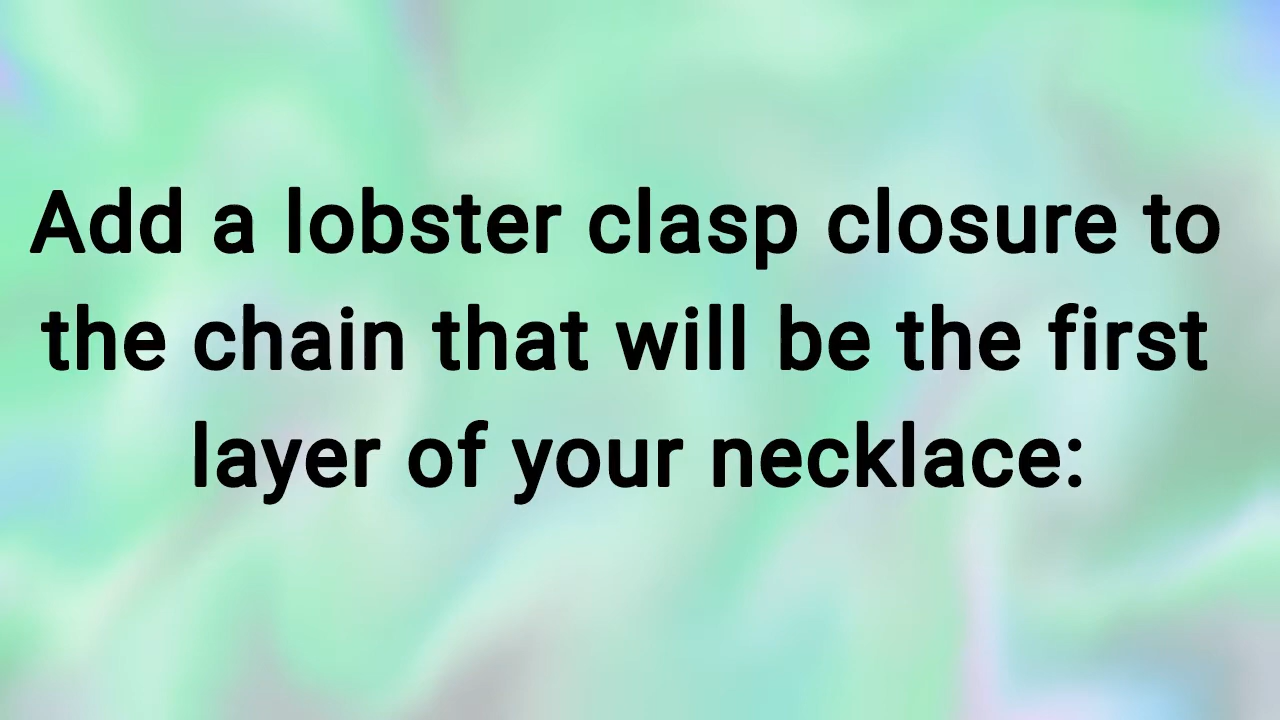 Add a lobster clasp closure to
the chain that will be the first
layer of your necklace: